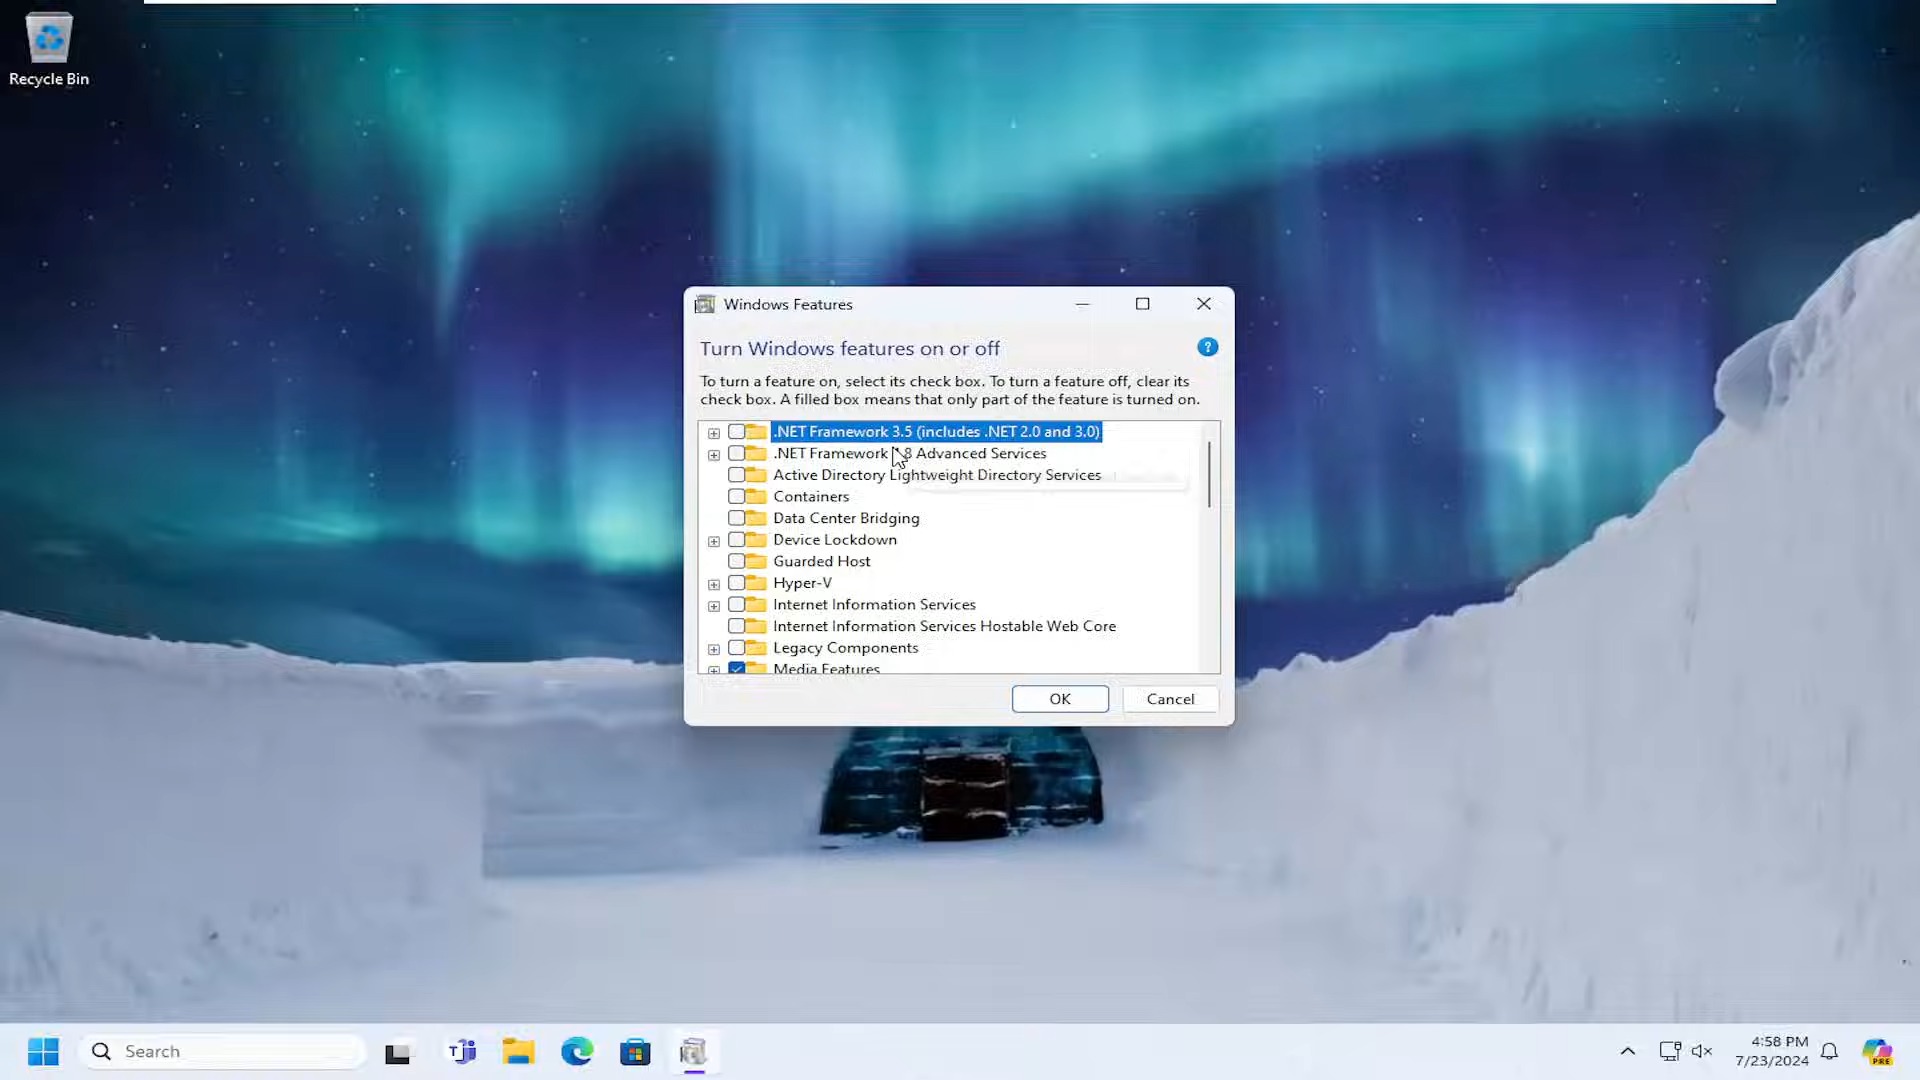 Recycle Bin
Windows Features
Turn Windows features on or off
To turn a feature on, select its check box. To turn a feature off, clear its
check box. A filled box means that only part of the feature is turned on.
.NET Framework 3.5 (includes .NET 2.0 and 3.0)
.NET Framework 8 Advanced Services
Active Directory Lightweight Directory Services
Containers
Data Center Bridging
Device Lockdown
Guarded Host
Hyper-V
Internet Information Services
Internet Information Services Hostable Web Core
Legacy Components
Media Features
OK
Cancel
Search
4:58 PM
7/23/2024
PRE